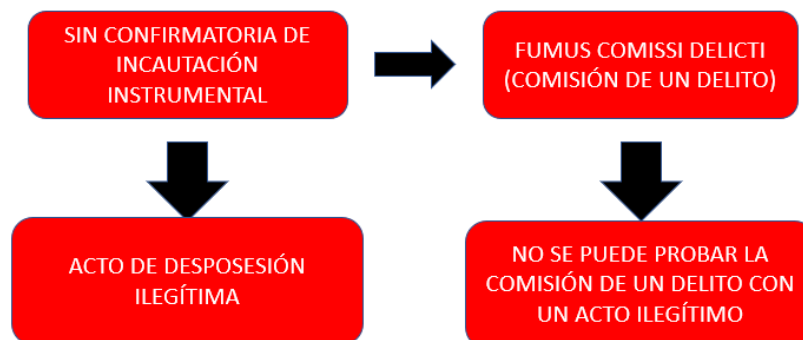 SIN CONFIRMATORIA DE
INCAUTACIÓN
INSTRUMENTAL
FUMUS COMISSI DELICTI
(COMISIÓN DE UN DELITO)
ACTO DE DESPOSESIÓN
ILEGÍTIMA
NO SE PUEDE PROBAR LA
COMISIÓN DE UN DELITO CON
UN ACTO ILEGÍTIMO